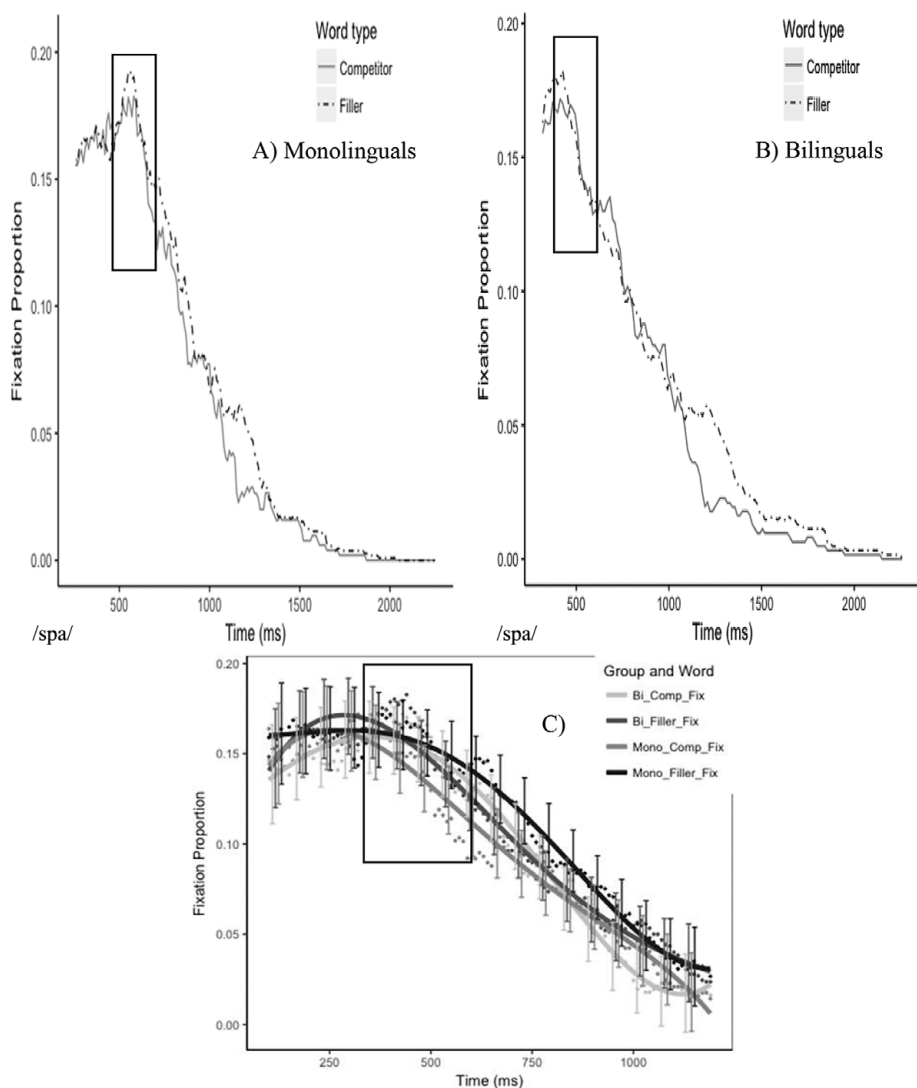 Word type
Competitor
Filler
A) Monolinguals
Fixation Proportion
0.20
0.15
0.10
0.05
0.00
500
1000
1500
2000
/spa/
Time (ms)
Word type
Competitor
Filler
B) Bilinguals
Fixation Proportion
0.20
0.15
0.10
0.05
0.00
500
1000
1500
2000
/spa/
Time (ms)
Group and Word
Bi_Comp_Fix
Bi_Filler_Fix
Mono_Comp_Fix
Mono_Filler_Fix
C)
Fixation Proportion
0.20
0.15
0.10
0.05
0.00
250
500
750
1000
Time (ms)